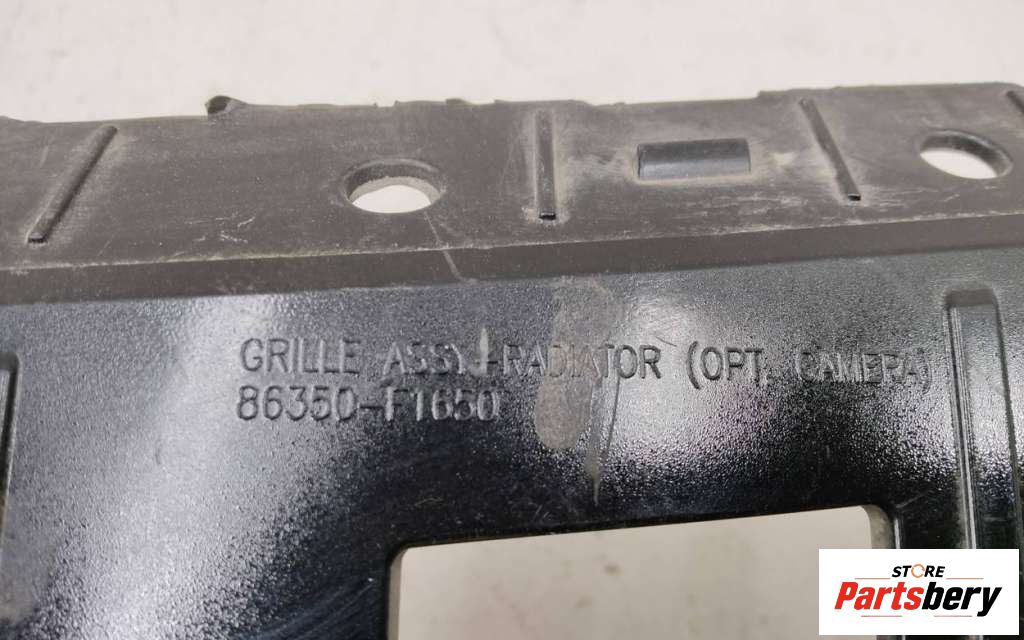 GRILLE ASSY-RADIATOR (OPT. CAMERA)
86350-F1650
STORE
Partsbery